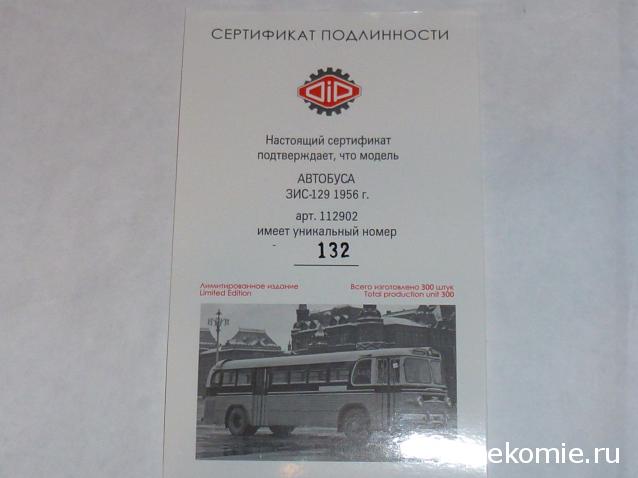 СЕРТИФИКАТ ПОДЛИННОСТИ
DiP
Настоящий сертификат
подтверждает, что модель
АВТОБУСА
ЗИС-129 1956 г.
арт. 112902
имеет уникальный номер
132
Лимитированное издание
Limited Edition
Всего изготовлено 300 штук
Total production unit 300
ekomie.ru